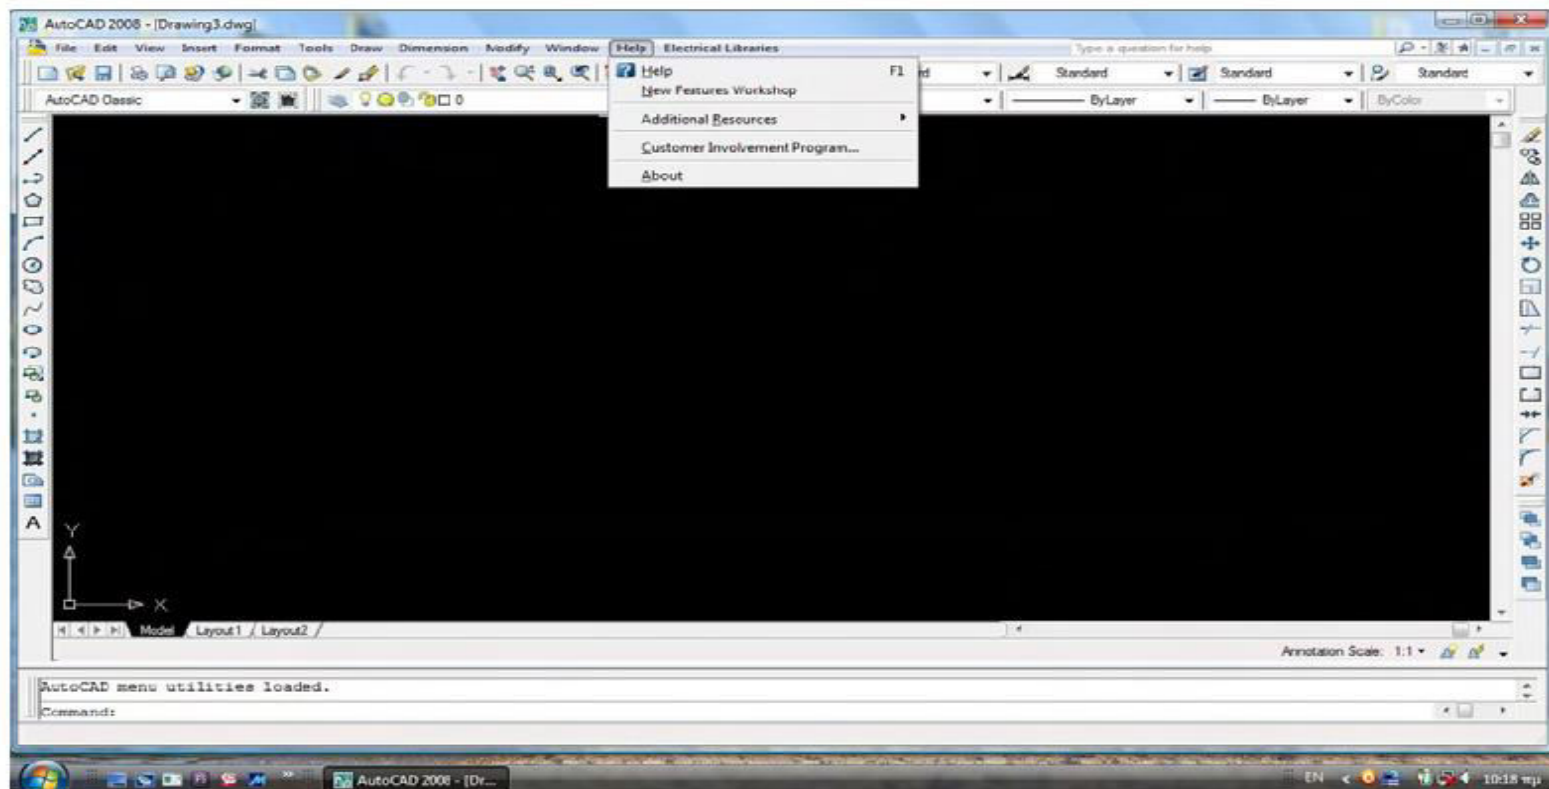 AutoCAD 2008 - [Drawing3.dwg]
File Edit View Insert Format Tools Draw Dimension Modify Window Help Electrical Libraries Type a question for help
Help F1 Standard Standard Standard
New Features Workshop
AutoCAD Classic 0 ByLayer ByLayer ByColor
Additional Resources
Customer Involvement Program...
About
A
Y
X
Model Layout1 Layout2
Annotation Scale: 1:1
AutoCAD menu utilities loaded.
Command:
AutoCAD 2008 - [Dr... EN 10:18 πμ